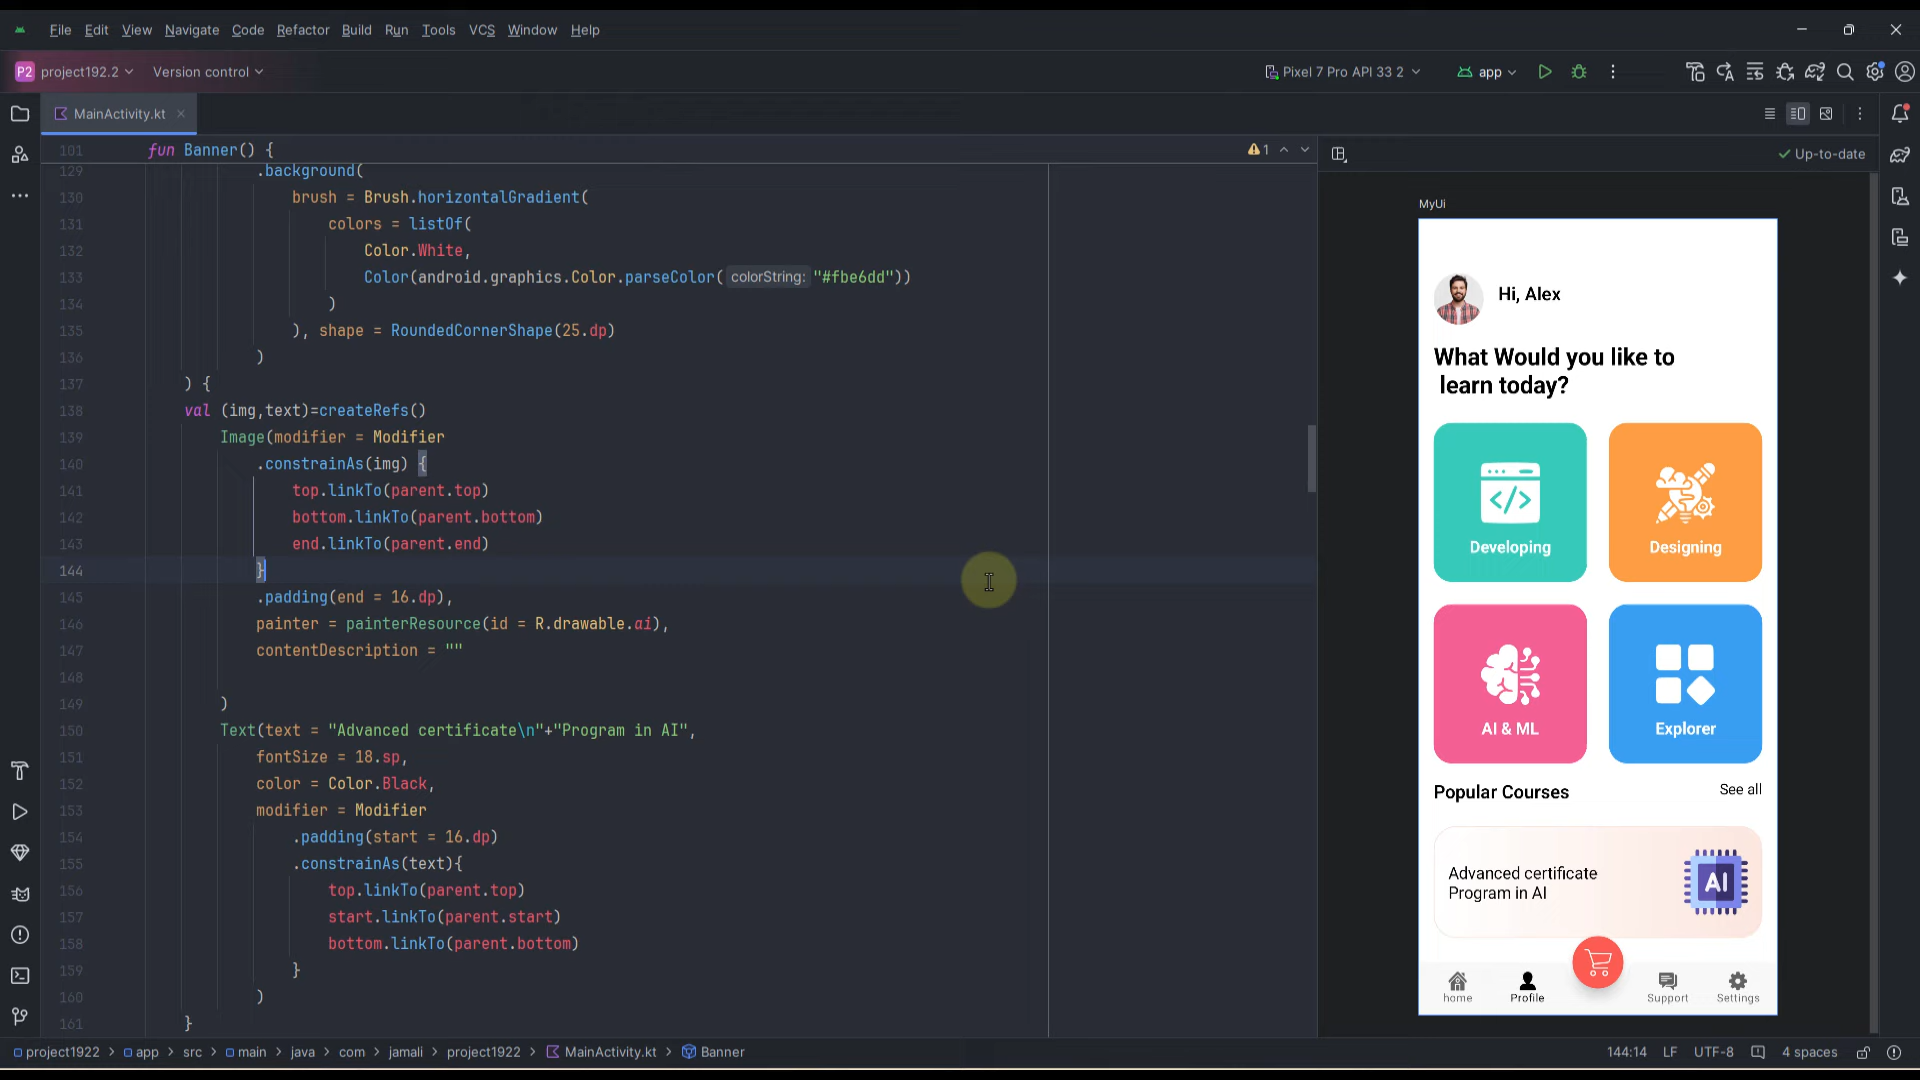 File Edit View Navigate Code Refactor Build Run Tools VCS Window Help
P2 project192.2 Version control Pixel 7 Pro API 33 2 app
MainActivity.kt
101 fun Banner() { 1
129 .background(
130 brush = Brush.horizontalGradient(
131 colors = listOf(
132 Color.White,
133 Color(android.graphics.Color.parseColor( colorString: "#fbe6dd"))
134 )
135 ), shape = RoundedCornerShape(25.dp)
136 )
137 ) {
138 val (img,text)=createRefs()
139 Image(modifier = Modifier
140 .constrainAs(img) {
141 top.linkTo(parent.top)
142 bottom.linkTo(parent.bottom)
143 end.linkTo(parent.end)
144 }
145 .padding(end = 16.dp),
146 painter = painterResource(id = R.drawable.ai),
147 contentDescription = ""
148
149 )
150 Text(text = "Advanced certificate\n"+"Program in AI",
151 fontSize = 18.sp,
152 color = Color.Black,
153 modifier = Modifier
154 .padding(start = 16.dp)
155 .constrainAs(text){
156 top.linkTo(parent.top)
157 start.linkTo(parent.start)
158 bottom.linkTo(parent.bottom)
159 }
160 )
161 }
Up-to-date
MyUi
Hi, Alex
What Would you like to
learn today?
Developing Designing
AI & ML Explorer
Popular Courses See all
Advanced certificate
Program in AI
AI
home Profile Support Settings
project1922 > app > src > main > java > com > jamali > project1922 > MainActivity.kt > Banner 144:14 LF UTF-8 4 spaces